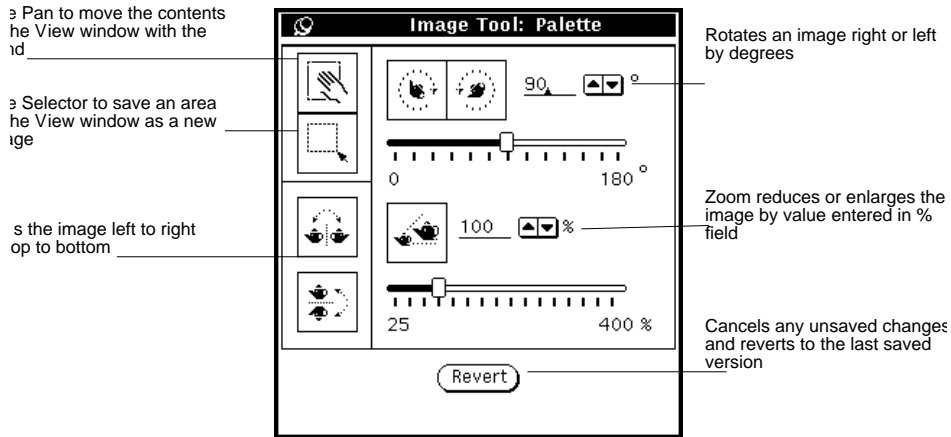 e Pan to move the contents
he View window with the
nd
e Selector to save an area
he View window as a new
age
s the image left to right
op to bottom
Image Tool: Palette
90
°
0
180 °
100
%
25
400 %
Revert
Rotates an image right or left
by degrees
Zoom reduces or enlarges the
image by value entered in %
field
Cancels any unsaved changes
and reverts to the last saved
version